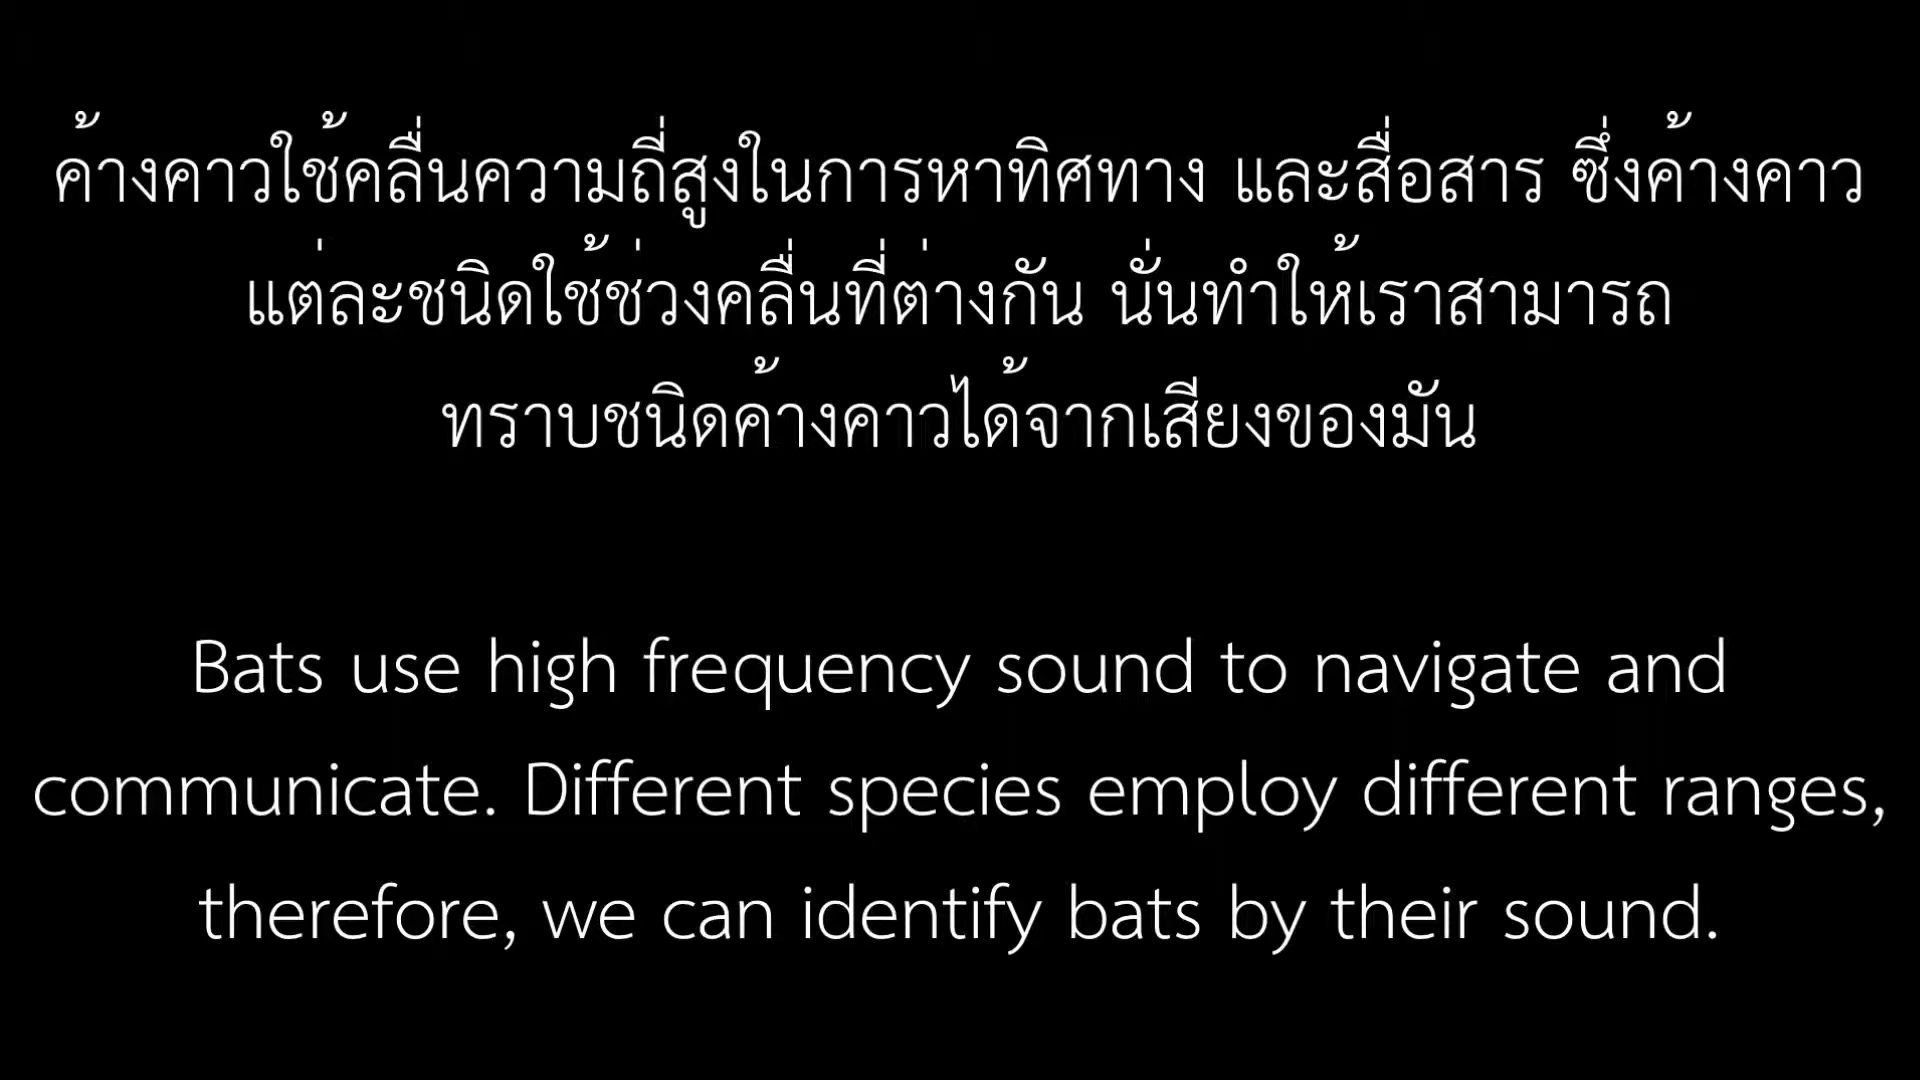 ค้างคาวใช้คลื่นความถี่สูงในการหาทิศทาง และสื่อสาร ซึ่งค้างคาว
แต่ละชนิดใช้ช่วงคลื่นที่ต่างกัน นั่นทำให้เราสามารถ
ทราบชนิดค้างคาวได้จากเสียงของมัน
Bats use high frequency sound to navigate and
communicate. Different species employ different ranges,
therefore, we can identify bats by their sound.